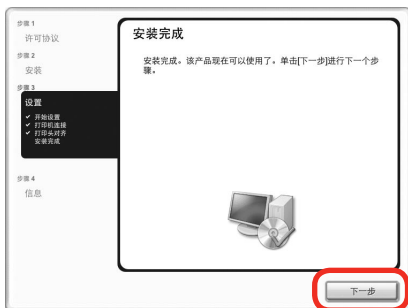 步骤 1
许可协议
步骤 2
安装
步骤 3
设置
✓ 开始设置
✓ 打印机连接
✓ 打印头对齐
安装完成
步骤 4
信息
安装完成
安装完成。该产品现在可以使用了。单击[下一步]进行下一个步
骤。
下一步